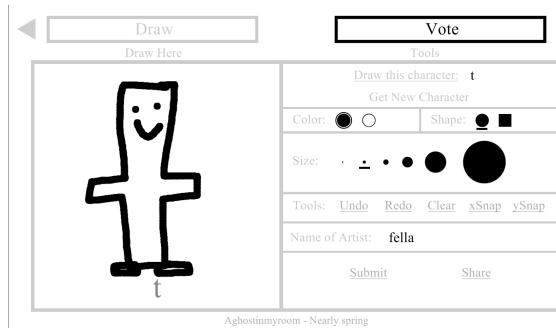 Draw
Vote
Draw Here
Tools
Draw this character: t
Get New Character
Color:
Shape:
Size:
Tools: Undo Redo Clear xSnap ySnap
Name of Artist: fella
Submit Share
t
Aghostinmyroom - Nearly spring